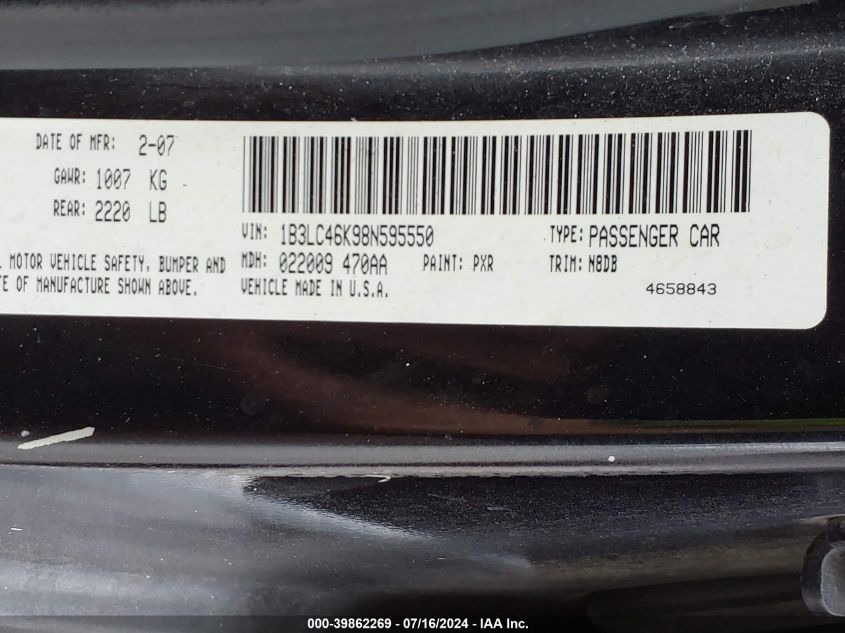 DATE OF MFR: 2-07
GAWR: 1007 KG
REAR: 2220 LB
VIN: 1B3LC46K98N595550 TYPE: PASSENGER CAR
MOTOR VEHICLE SAFETY, BUMPER AND MDH: 022009 470AA PAINT: PXR TRIM: N8DB
OF MANUFACTURE SHOWN ABOVE. VEHICLE MADE IN U.S.A. 4658843
000-39862269 - 07/16/2024 - IAA Inc.